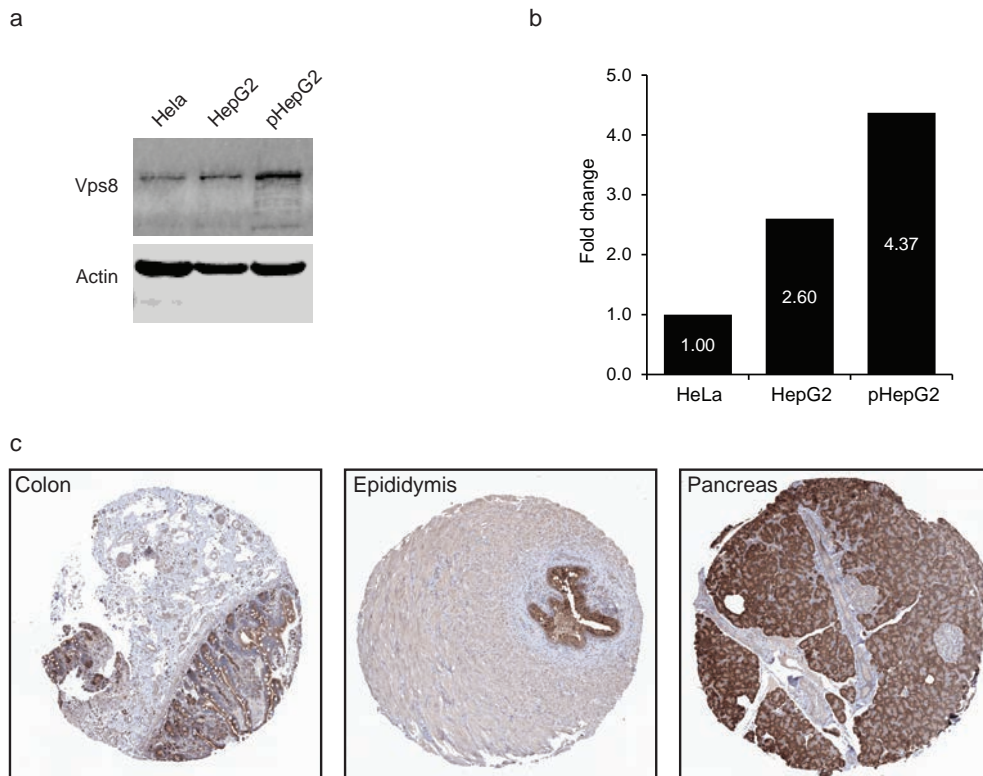 a
Hela
HepG2
pHepG2
Vps8
Actin
b
Fold change
5.0
4.0
3.0
2.0
1.0
0.0
1.00
2.60
4.37
HeLa
HepG2
pHepG2
c
Colon
Epididymis
Pancreas